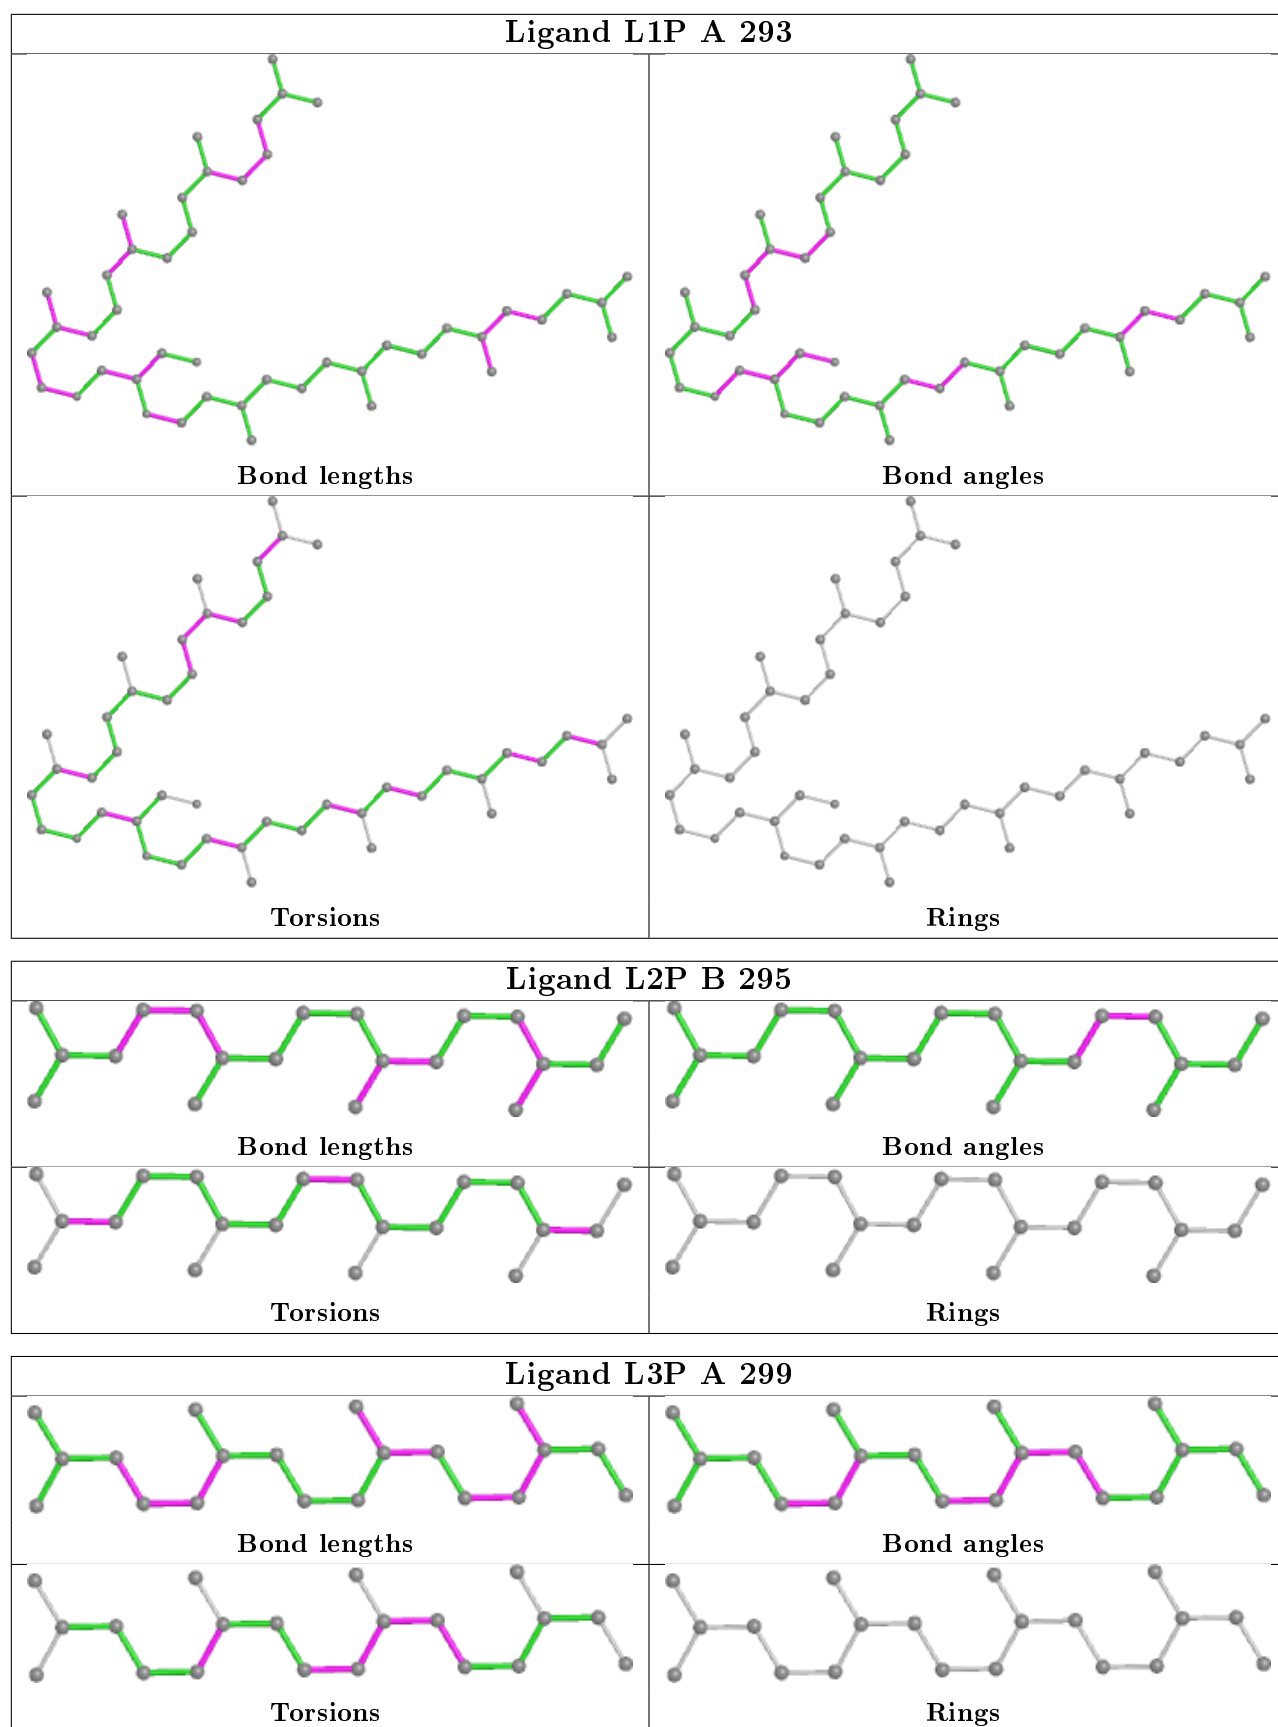 Ligand L1P A 293
Bond lengths
Bond angles
Torsions
Rings
Ligand L2P B 295
Bond lengths
Bond angles
Torsions
Rings
Ligand L3P A 299
Bond lengths
Bond angles
Torsions
Rings